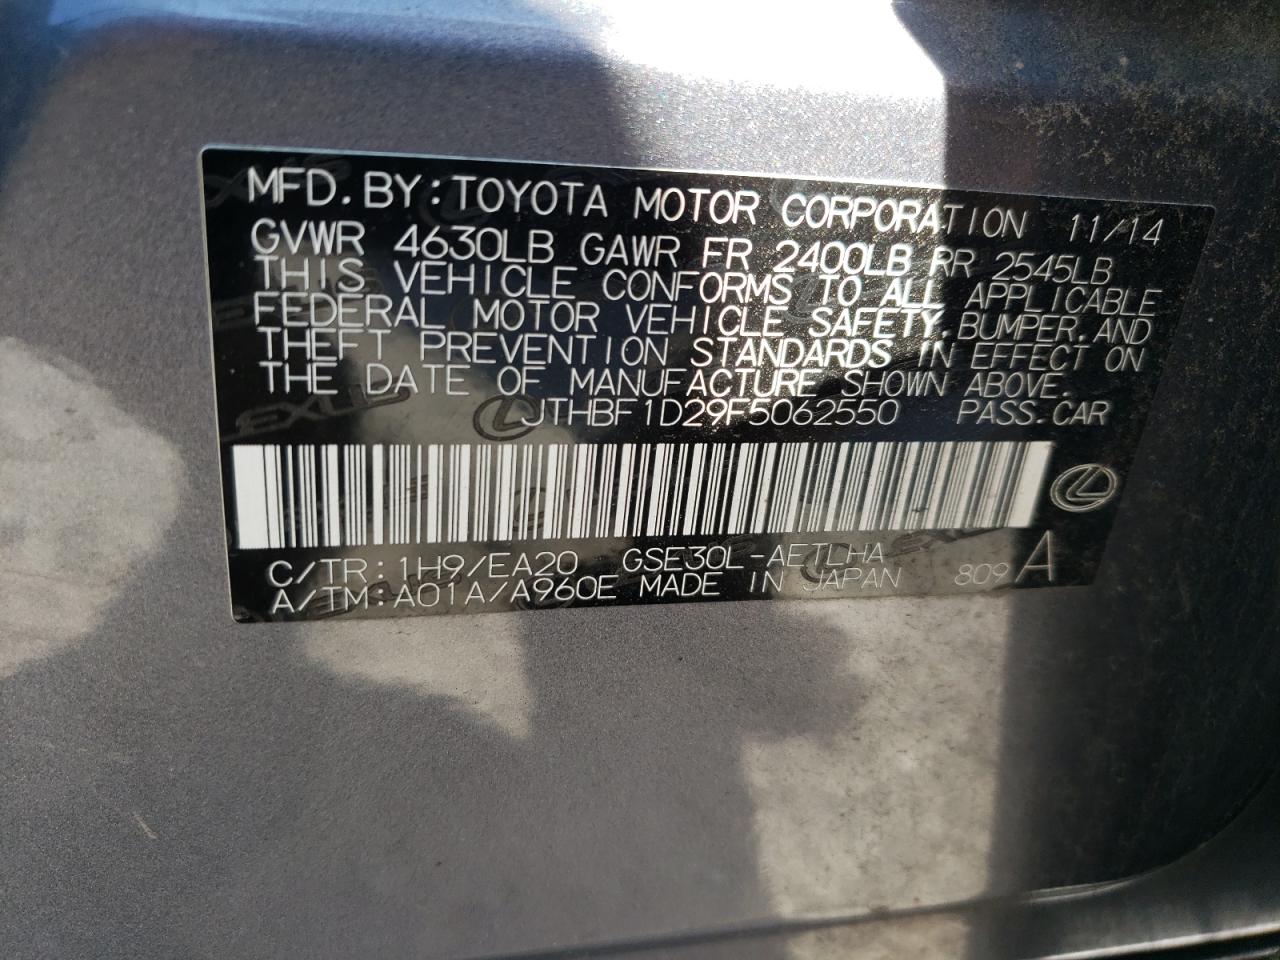 MFD.BY:TOYOTA MOTOR CORPORATION 11/14
GVWR 4630LB GAWR FR 2400LB RR 2545LB
THIS VEHICLE CONFORMS TO ALL APPLICABLE
FEDERAL MOTOR VEHICLE SAFETY,BUMPER,AND
THEFT PREVENTION STANDARDS IN EFFECT ON
THE DATE OF MANUFACTURE SHOWN ABOVE.
JTHBF1D29F5062550 PASS.CAR
C/TR:1H9/EA20 GSE30L-AETLHA
A/TM:A01A/A960E MADE IN JAPAN 809 A